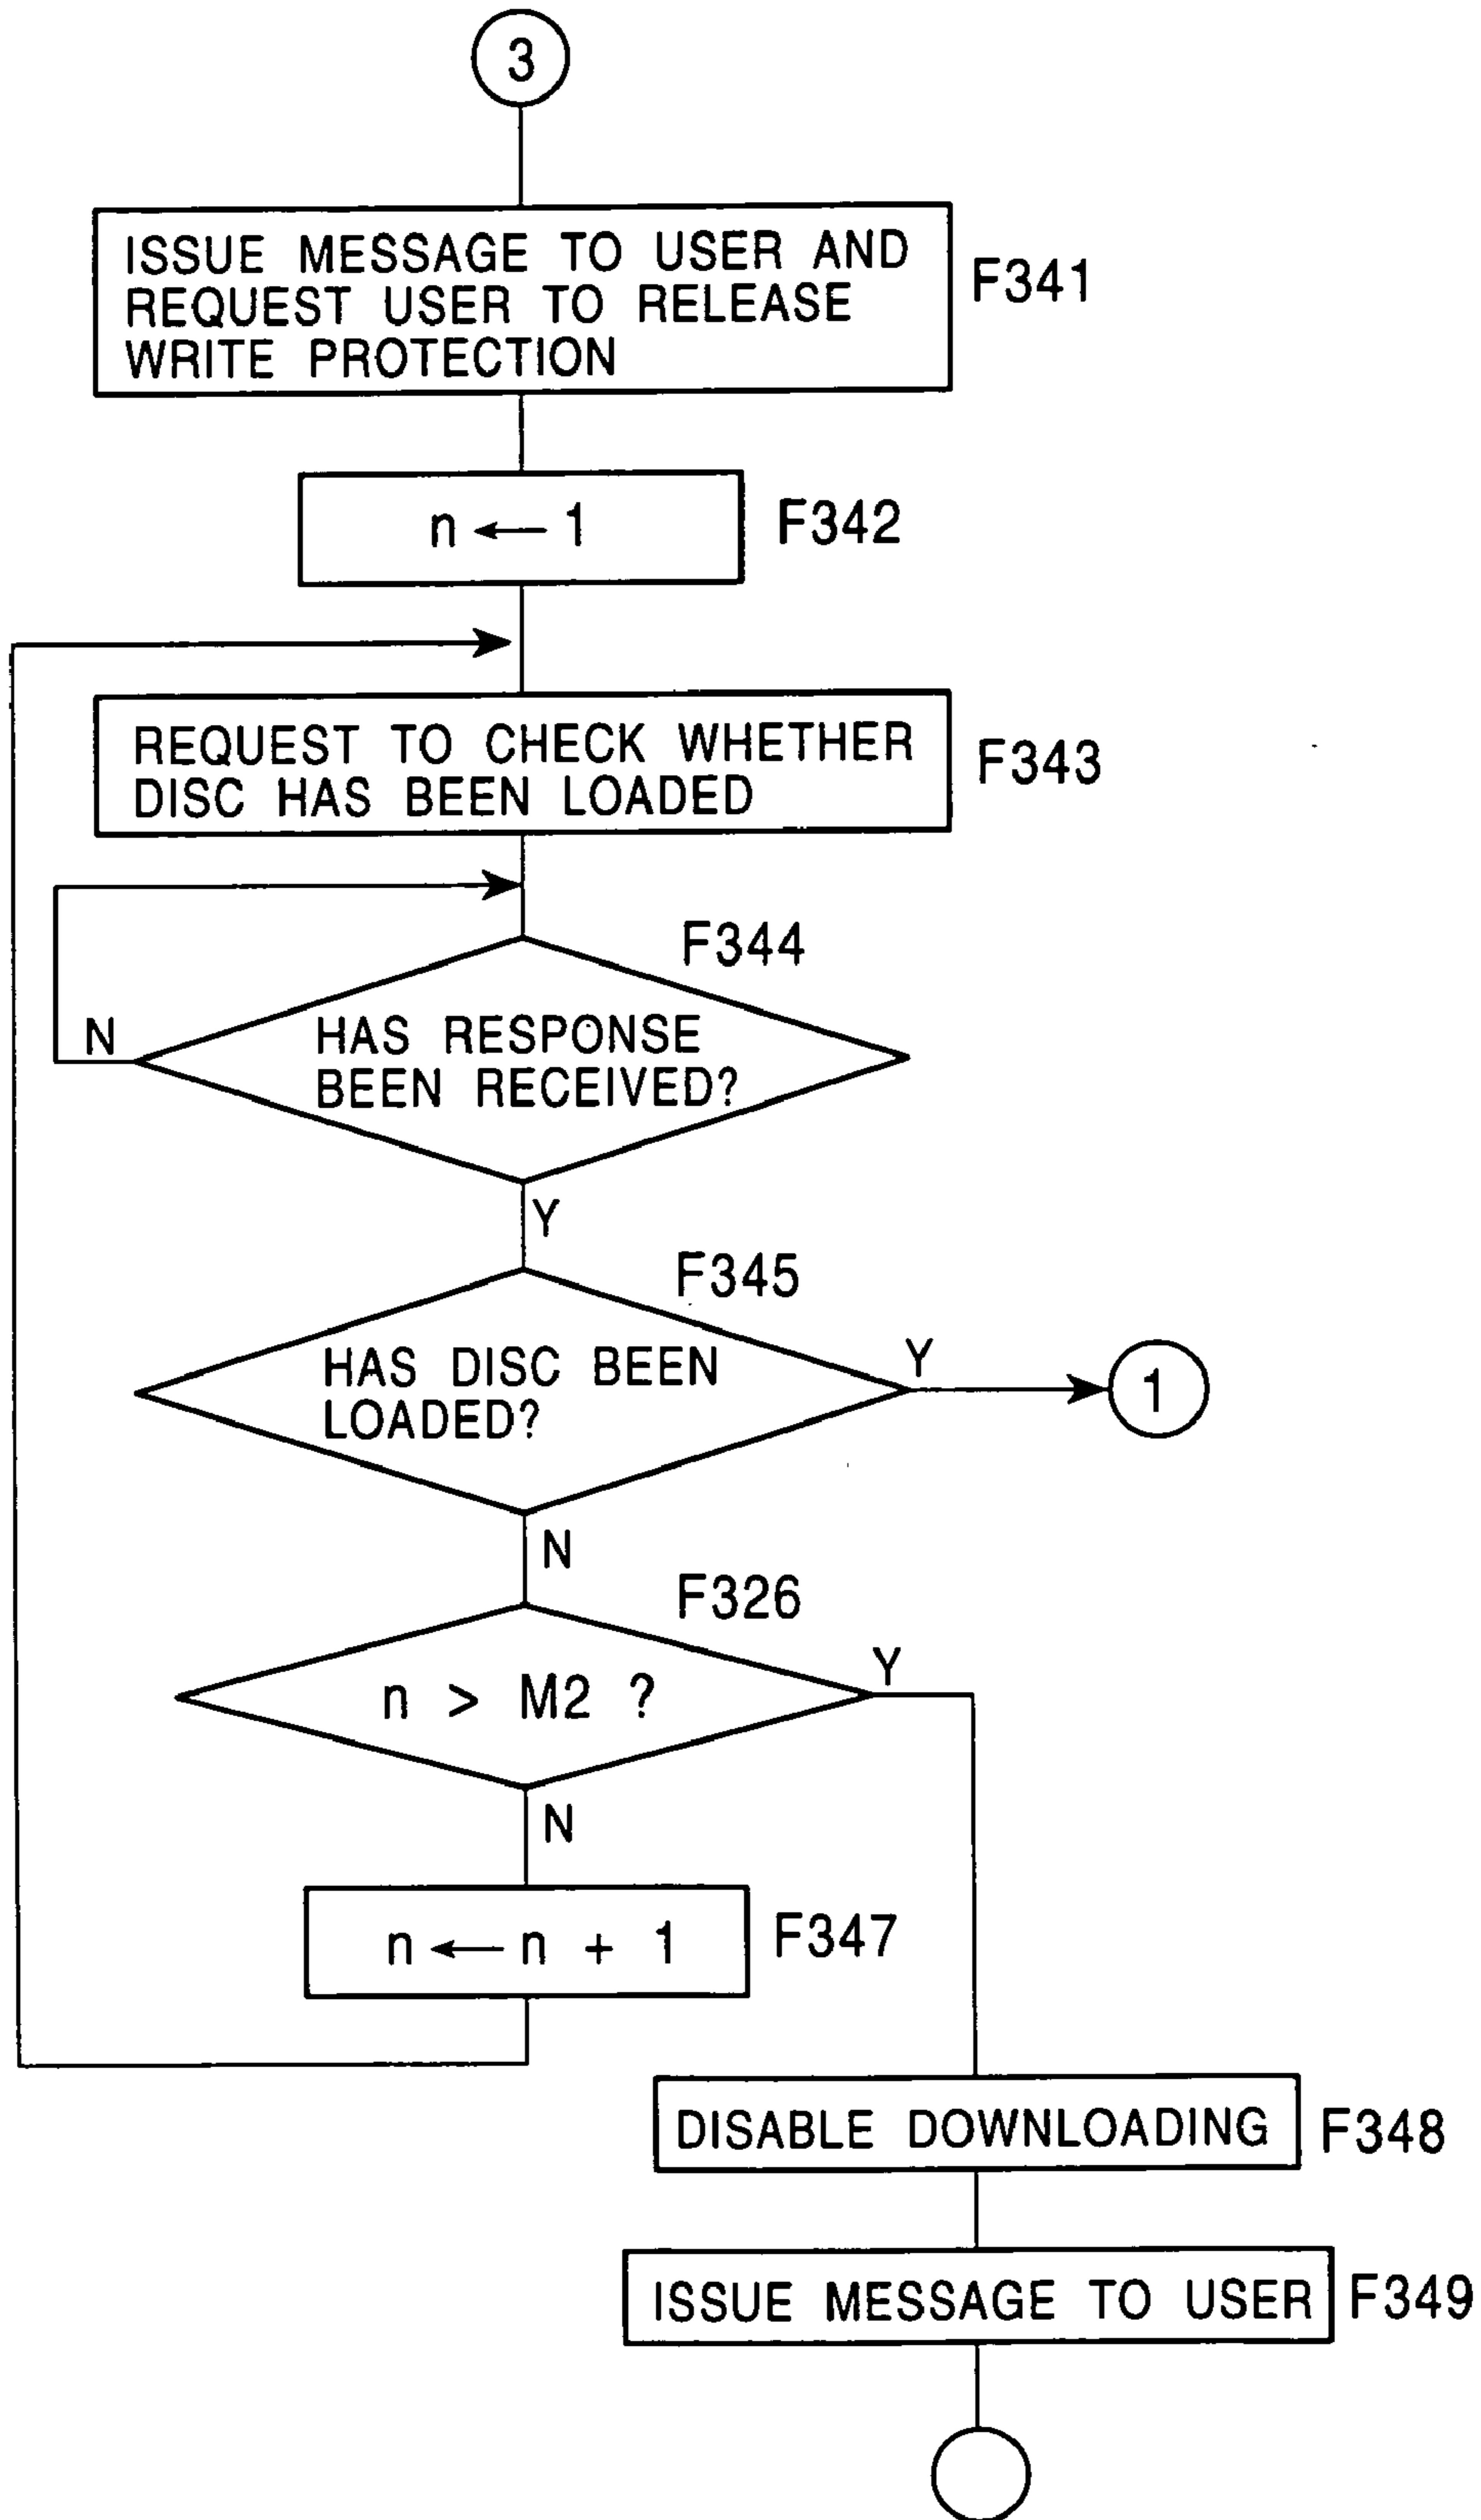 3
ISSUE MESSAGE TO USER AND
REQUEST USER TO RELEASE
WRITE PROTECTION
F341
n ← 1
F342
REQUEST TO CHECK WHETHER
DISC HAS BEEN LOADED
F343
F344
N
HAS RESPONSE
BEEN RECEIVED?
Y
F345
HAS DISC BEEN
LOADED?
Y
1
N
F326
n > M2 ?
Y
N
n ← n + 1
F347
DISABLE DOWNLOADING
F348
ISSUE MESSAGE TO USER
F349